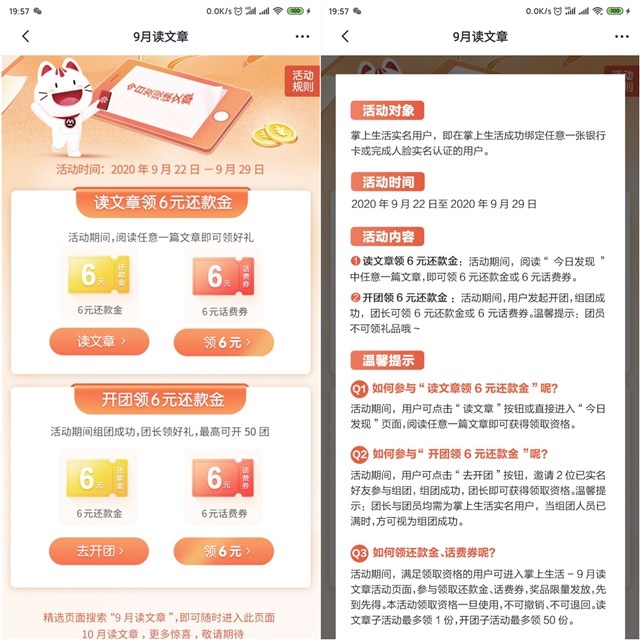 19:57
0.0K/s
100
9月读文章
活动
规则
今日发现读文章
活动时间：2020 年 9 月 22 日－9 月 29 日
读文章领6元还款金
活动期间，阅读任意一篇文章即可领好礼
6元 还款金
6元 话费券
6元还款金
6元话费券
读文章 ›
领6元 ›
开团领6元还款金
活动期间组团成功，团长领好礼，最高可开 50 团
6元 还款金
6元 话费券
6元还款金
6元话费券
去开团 ›
领6元 ›
精选页面搜索“9月读文章”，即可随时进入此页面
10月读文章，更多惊喜，敬请期待
19:57
0.0K/s
100
9月读文章
活动对象
掌上生活实名用户，即在掌上生活成功绑定任意一张银行
卡或完成人脸实名认证的用户。
活动时间
2020 年 9 月 22 日至 2020 年 9 月 29 日
活动内容
1 读文章领 6 元还款金：活动期间，阅读“ 今日发现 ”
中任意一篇文章，即可领 6 元还款金或 6 元话费券。
2 开团领 6 元还款金 ：活动期间，用户发起开团，组团成
功，团长可领 6 元还款金或 6 元话费券。温馨提示：团员
不可领礼品哦 ~
温馨提示
Q1 如何参与“ 读文章领 6 元还款金 ”呢?
活动期间，用户可点击“ 读文章 ”按钮或直接进入“ 今日
发现 ”页面，阅读任意一篇文章即可获得领取资格。
Q2 如何参与“ 开团领 6 元还款金 ”呢?
活动期间，用户可点击“ 去开团 ”按钮，邀请 2 位已实名
好友参与组团，组团成功，团长即可获得领取资格。温馨提
示：团长与团员均需为掌上生活实名用户，当组团人员已
满时，方可视为组团成功。
Q3 如何领还款金、话费券呢?
活动期间，满足领取资格的用户可进入掌上生活－9 月读
文章活动页面，参与领取还款金、话费券，奖品限量发放，先
到先得。本活动领取资格一旦使用，不可撤销、不可退回。读
文章子活动最多领 1 份，开团子活动最多领 50 份。